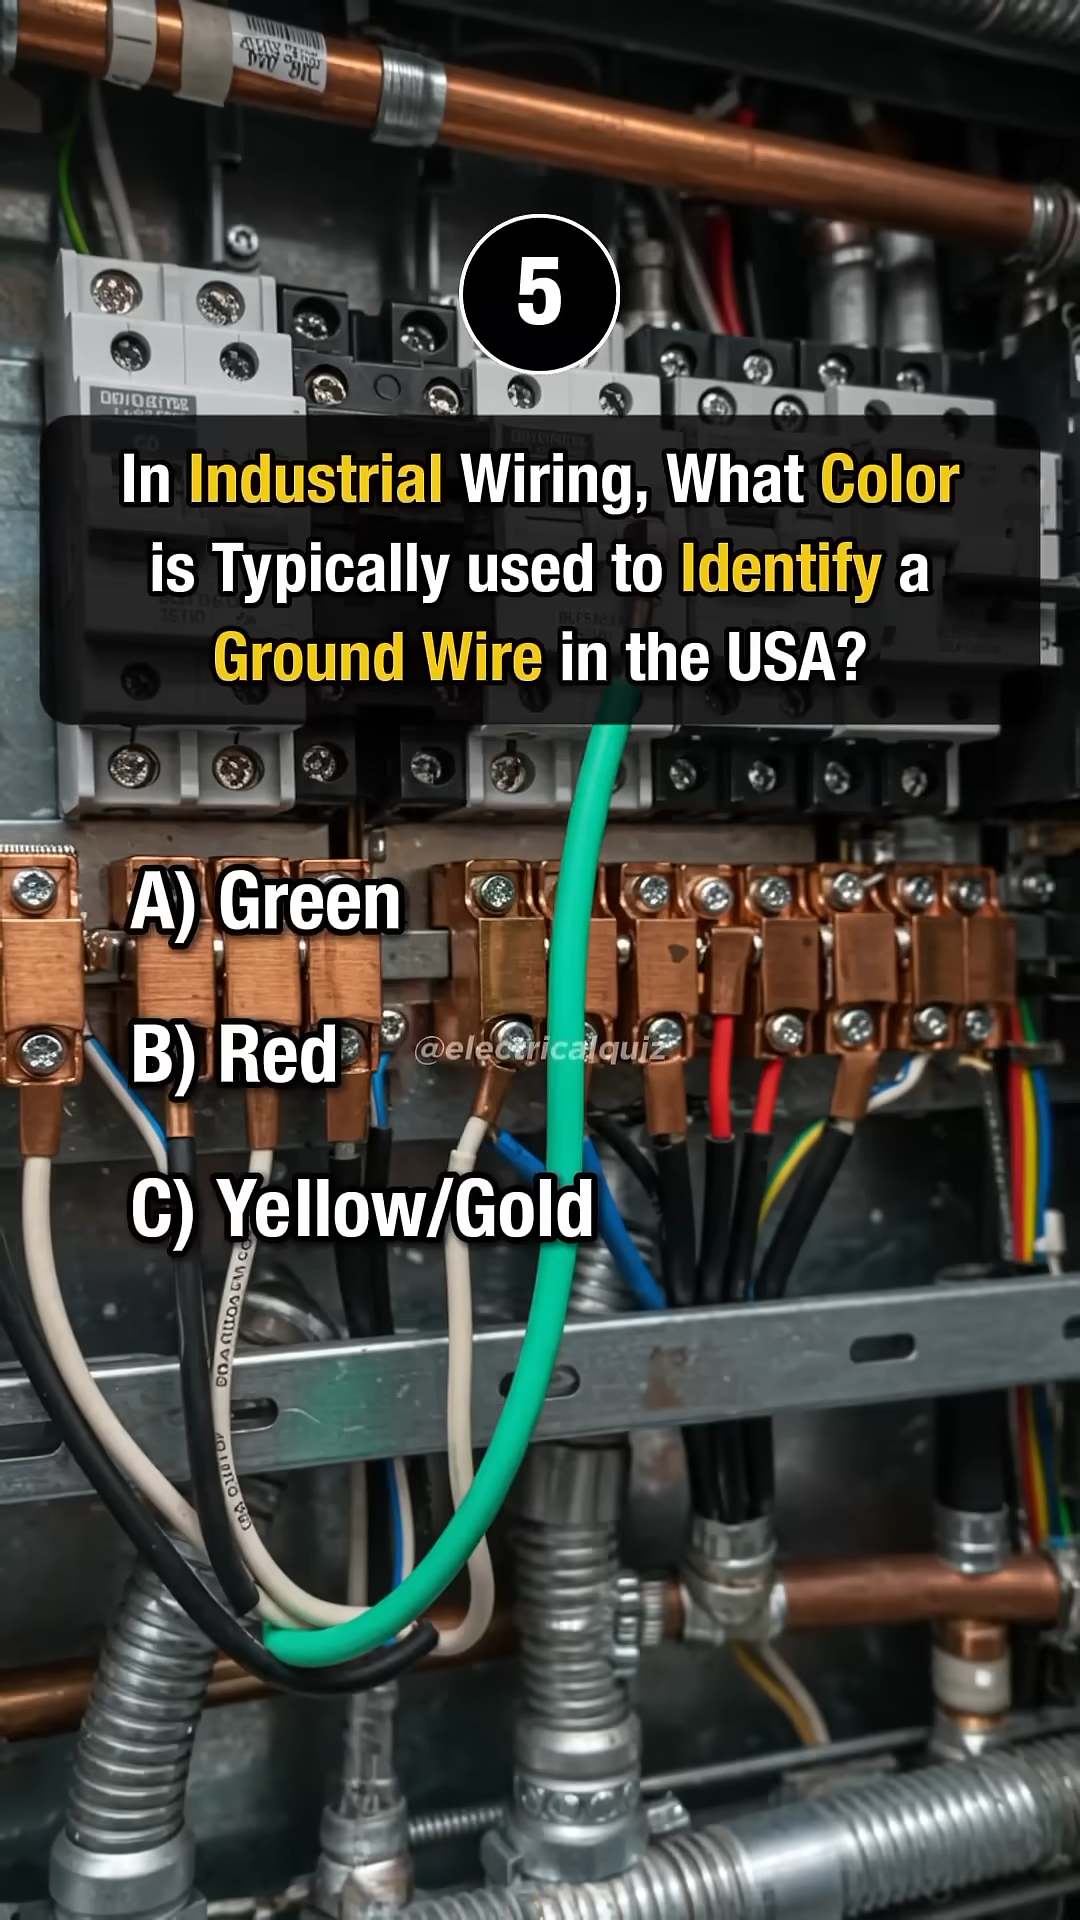 5
In Industrial Wiring, What Color
is Typically used to Identify a
Ground Wire in the USA?
A) Green
B) Red
@electricalquiz
C) Yellow/Gold